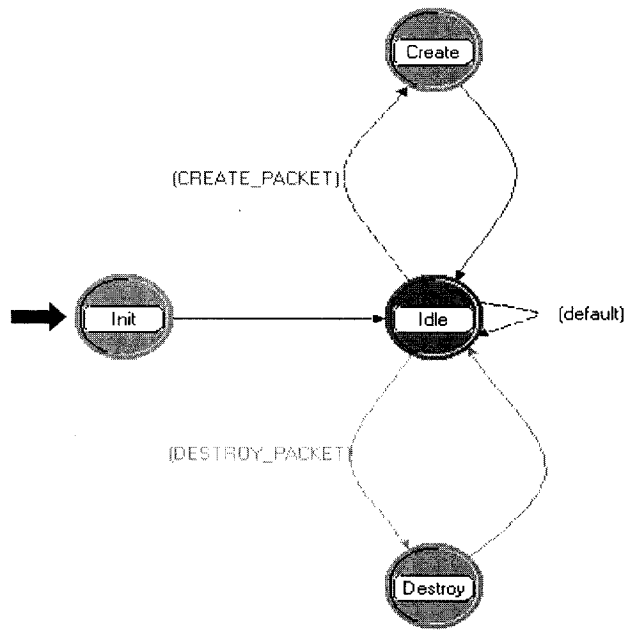 Create
(CREATE_PACKET)
Init
Idle
(default)
(DESTROY_PACKET)
Destroy